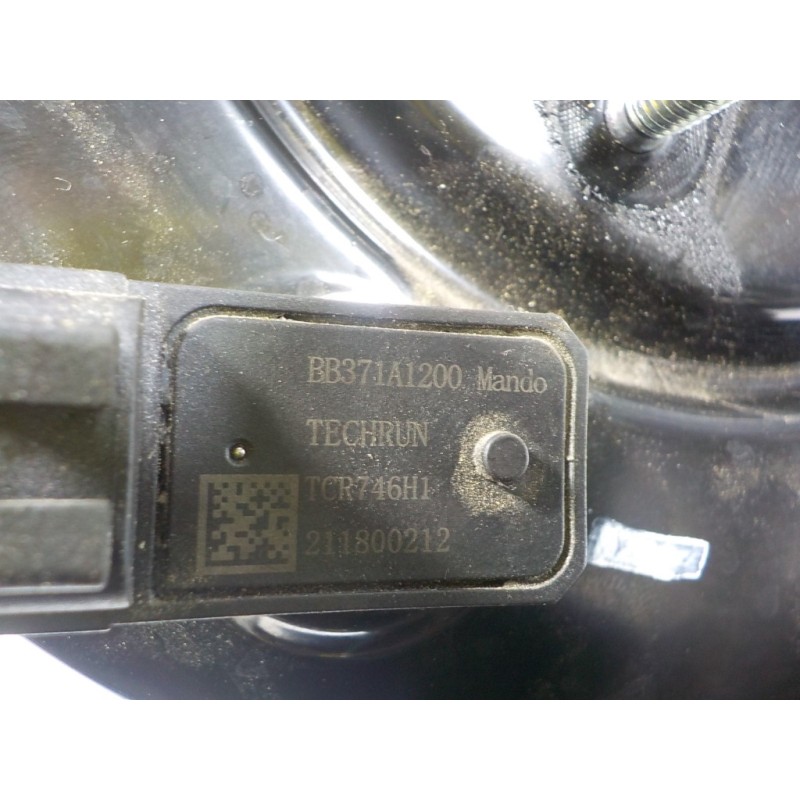 BB371A1200 Mando
TECHRUN
TCR746H1
211800212